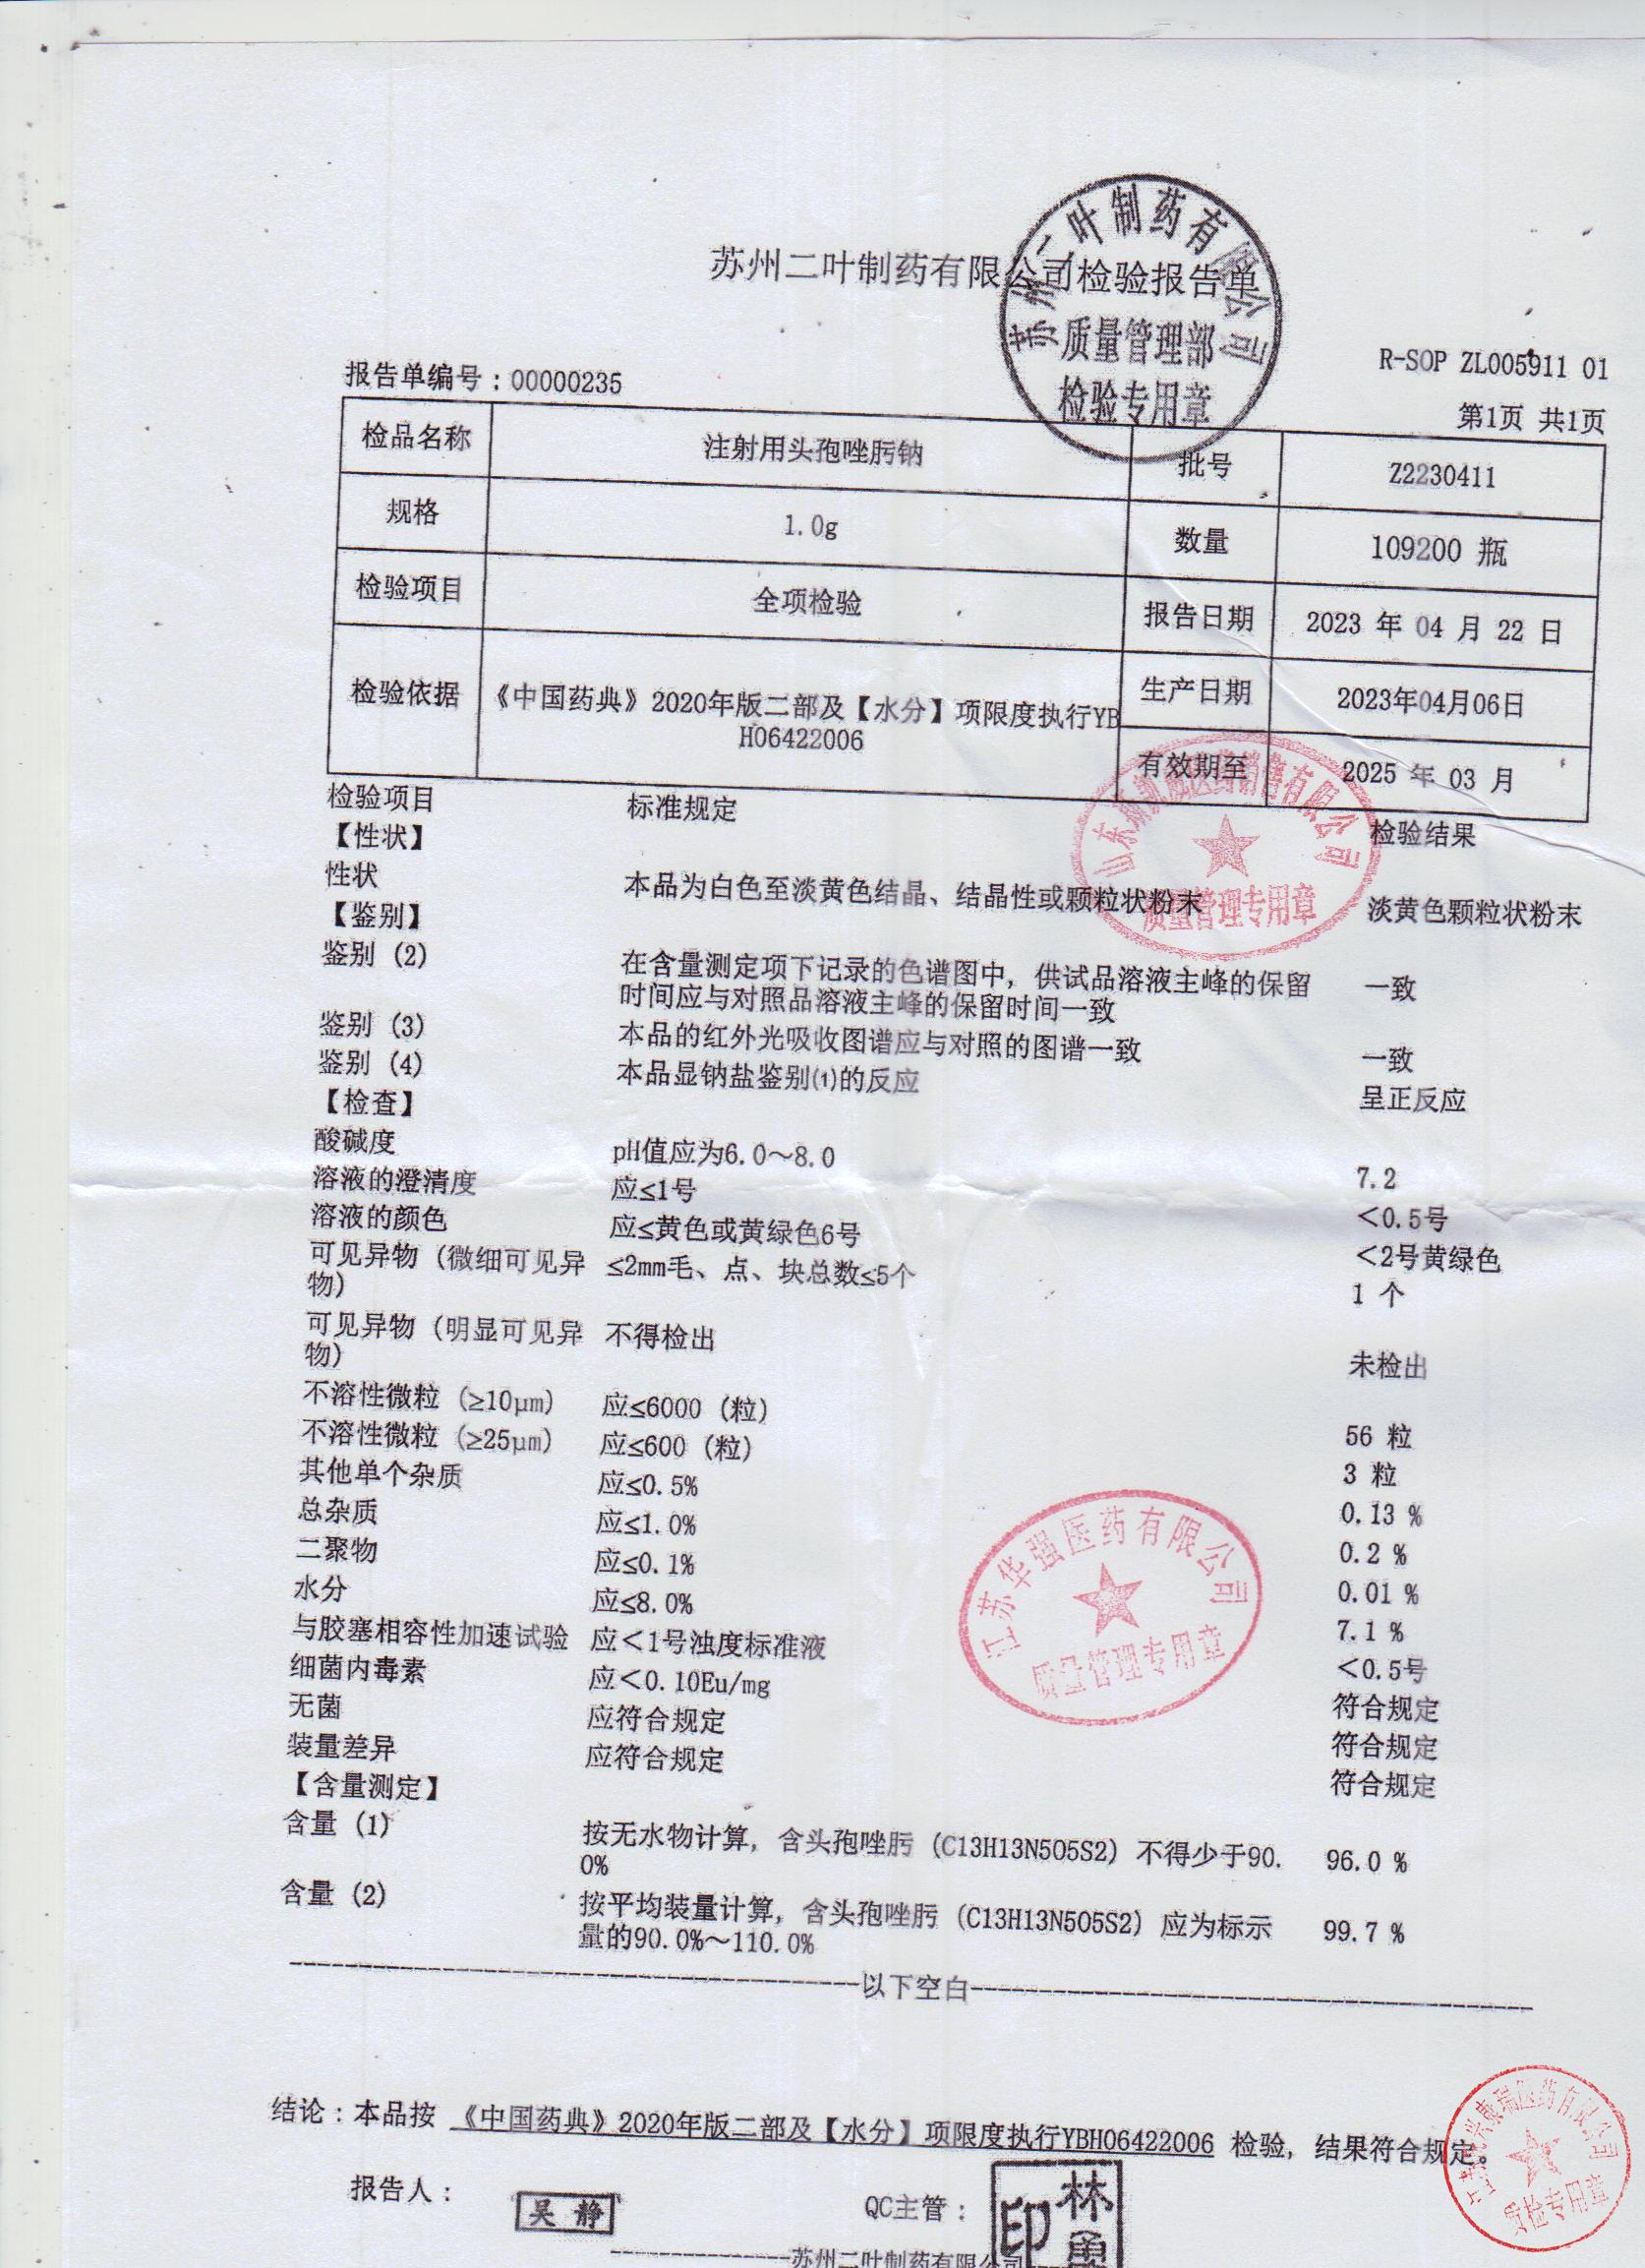 苏州二叶制药有限公司检验报告单
苏州二叶制药有限公司
质量管理部
检验专用章
R-SOP ZL005911 01
报告单编号：00000235
第1页 共1页
检品名称 注射用头孢唑肟钠 批号 Z2230411
规格 1.0g 数量 109200 瓶
检验项目 全项检验 报告日期 2023 年 04 月 22 日
检验依据 《中国药典》2020年版二部及【水分】项限度执行YB
H06422006
生产日期 2023年04月06日
有效期至 2025 年 03 月
检验项目 标准规定 检验结果
【性状】
性状 本品为白色至淡黄色结晶、结晶性或颗粒状粉末 淡黄色颗粒状粉末
质量管理专用章
【鉴别】
鉴别（2） 在含量测定项下记录的色谱图中，供试品溶液主峰的保留 一致
时间应与对照品溶液主峰的保留时间一致
鉴别（3） 本品的红外光吸收图谱应与对照的图谱一致 一致
鉴别（4） 本品显钠盐鉴别⑴的反应 呈正反应
【检查】
酸碱度 pH值应为6.0～8.0 7.2
溶液的澄清度 应≤1号 ＜0.5号
溶液的颜色 应≤黄色或黄绿色6号 ＜2号黄绿色
可见异物（微细可见异 ≤2mm毛、点、块总数≤5个 1 个
物）
可见异物（明显可见异 不得检出 未检出
物）
不溶性微粒（≥10μm） 应≤6000（粒） 56 粒
不溶性微粒（≥25μm） 应≤600（粒） 3 粒
其他单个杂质 应≤0.5% 0.13 %
总杂质 应≤1.0% 0.2 %
二聚物 应≤0.1% 0.01 %
水分 应≤8.0% 7.1 %
与胶塞相容性加速试验 应＜1号浊度标准液 ＜0.5号
细菌内毒素 应＜0.10Eu/mg 符合规定
无菌 应符合规定 符合规定
装量差异 应符合规定 符合规定
江苏华强医药有限公司
质量管理专用章
【含量测定】
含量（1） 按无水物计算，含头孢唑肟（C13H13N5O5S2）不得少于90. 96.0 %
0%
含量（2） 按平均装量计算，含头孢唑肟（C13H13N5O5S2）应为标示 99.7 %
量的90.0%～110.0%
以下空白
结论：本品按 《中国药典》2020年版二部及【水分】项限度执行YBH06422006 检验，结果符合规定。
报告人： 吴静 QC主管： 林 印
苏州二叶制药有限公司